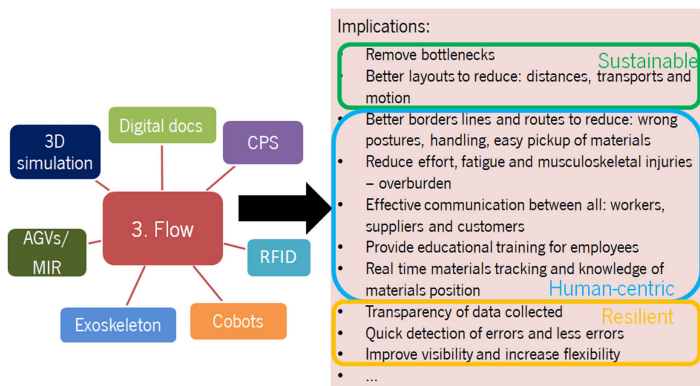 3D
simulation
Digital docs
CPS
3. Flow
AGVs/
MIR
RFID
Exoskeleton
Cobots
Implications:
• Remove bottlenecks
Sustainable
• Better layouts to reduce: distances, transports and
motion
• Better borders lines and routes to reduce: wrong
postures, handling, easy pickup of materials
• Reduce effort, fatigue and musculoskeletal injuries
– overburden
• Effective communication between all: workers,
suppliers and customers
• Provide educational training for employees
• Real time materials tracking and knowledge of
materials position
Human-centric
• Transparency of data collected
Resilient
• Quick detection of errors and less errors
• Improve visibility and increase flexibility
• ...